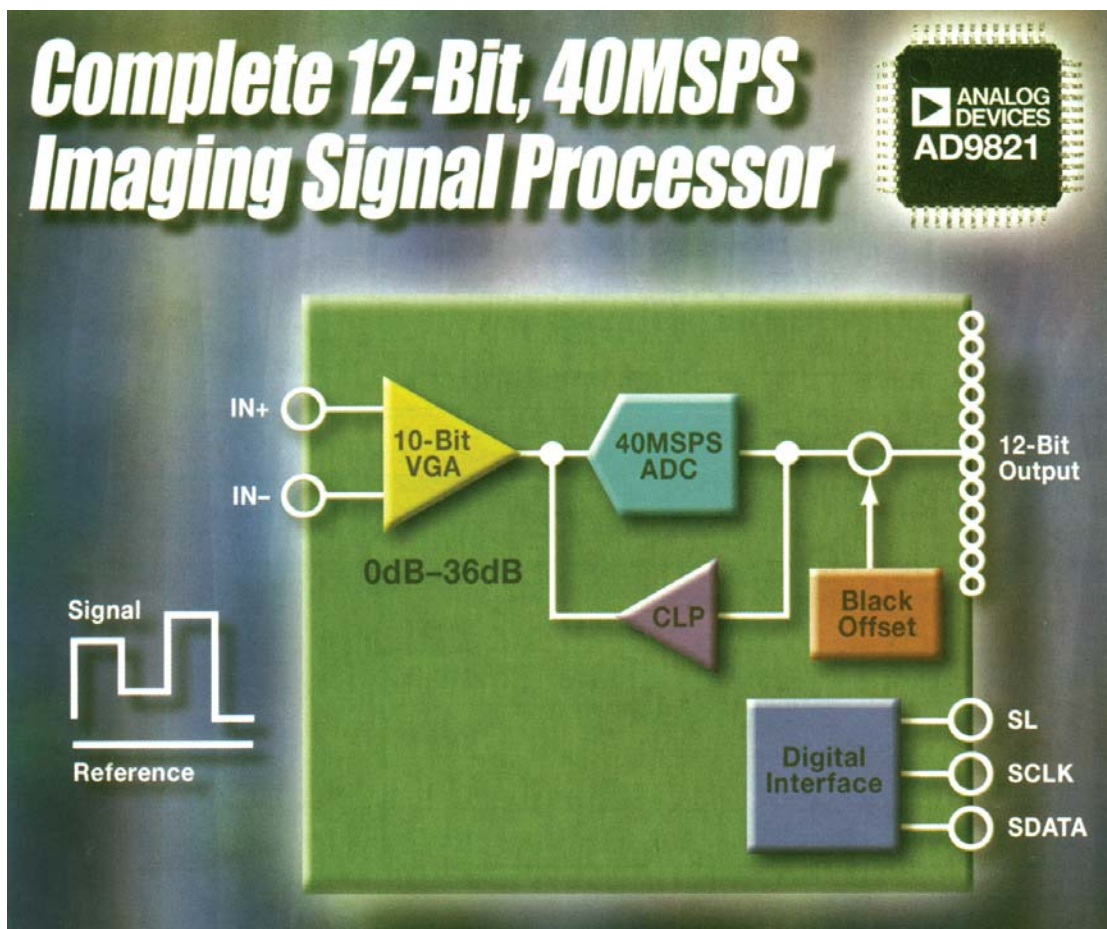 Complete 12-Bit, 40MSPS
Imaging Signal Processor
ANALOG
DEVICES
AD9821
IN+
IN–
10-Bit
VGA
0dB–36dB
40MSPS
ADC
CLP
Black
Offset
12-Bit
Output
Signal
Reference
Digital
Interface
SL
SCLK
SDATA